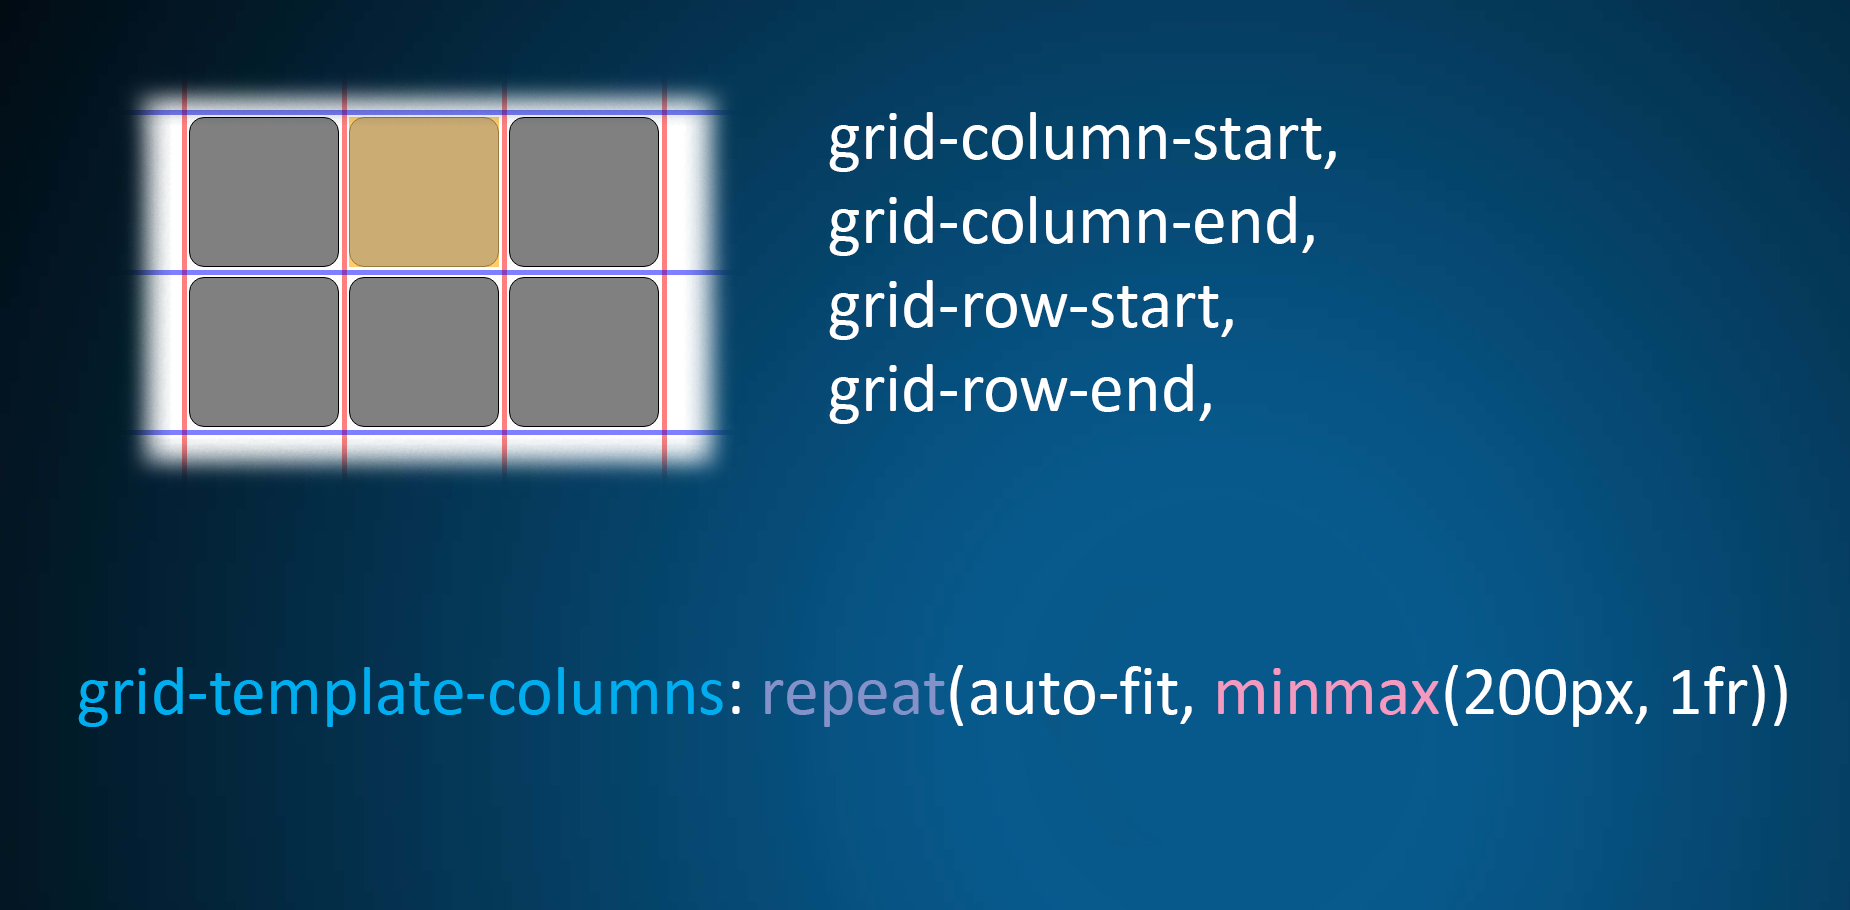 grid-column-start,
grid-column-end,
grid-row-start,
grid-row-end,
grid-template-columns: repeat(auto-fit, minmax(200px, 1fr))